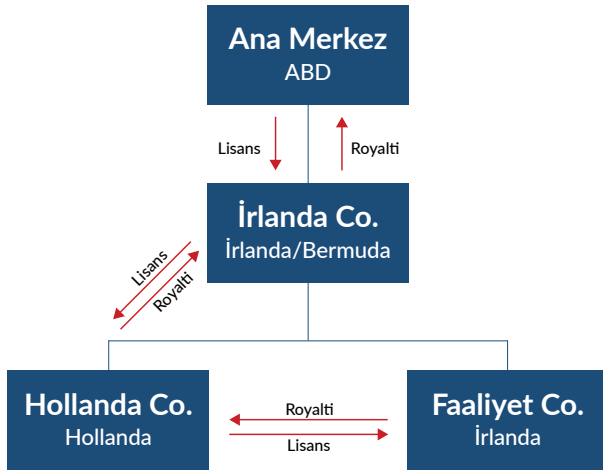 Ana Merkez
ABD
Lisans
Royalti
İrlanda Co.
İrlanda/Bermuda
Lisans
Royalti
Hollanda Co.
Hollanda
Royalti
Lisans
Faaliyet Co.
İrlanda